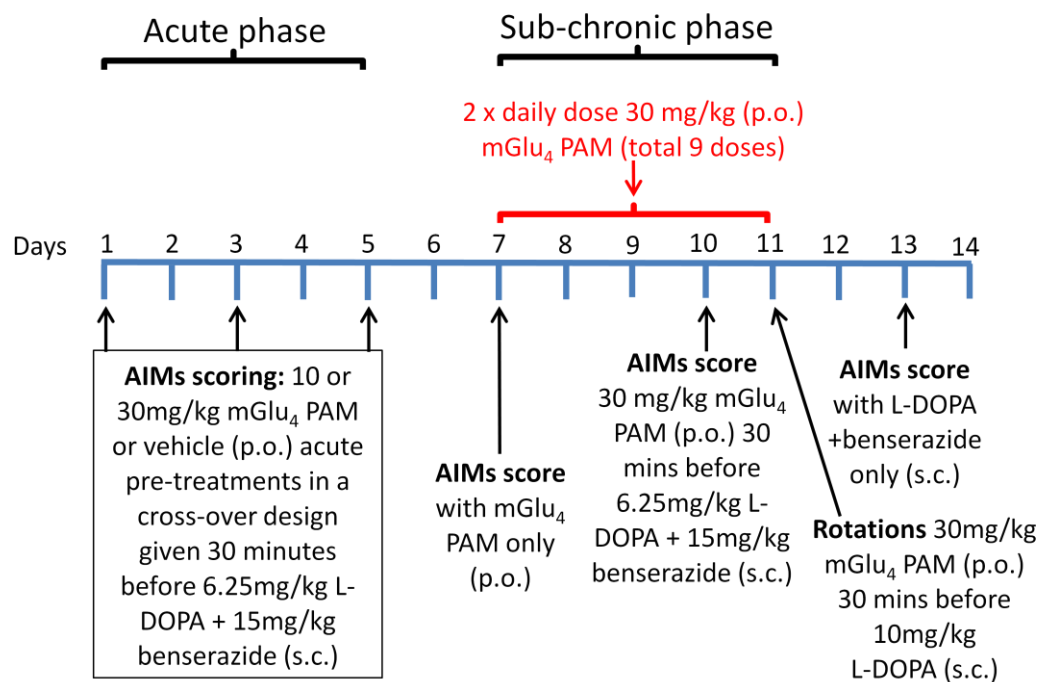 Acute phase
Sub-chronic phase
2 x daily dose 30 mg/kg (p.o.)
mGlu₄ PAM (total 9 doses)
Days 1 2 3 4 5 6 7 8 9 10 11 12 13 14
AIMs scoring: 10 or
30mg/kg mGlu₄ PAM
or vehicle (p.o.) acute
pre-treatments in a
cross-over design
given 30 minutes
before 6.25mg/kg L-
DOPA + 15mg/kg
benserazide (s.c.)
AIMs score
with mGlu₄
PAM only
(p.o.)
AIMs score
30 mg/kg mGlu₄
PAM (p.o.) 30
mins before
6.25mg/kg L-
DOPA + 15mg/kg
benserazide (s.c.)
AIMs score
with L-DOPA
+benserazide
only (s.c.)
Rotations 30mg/kg
mGlu₄ PAM (p.o.)
30 mins before
10mg/kg
L-DOPA (s.c.)